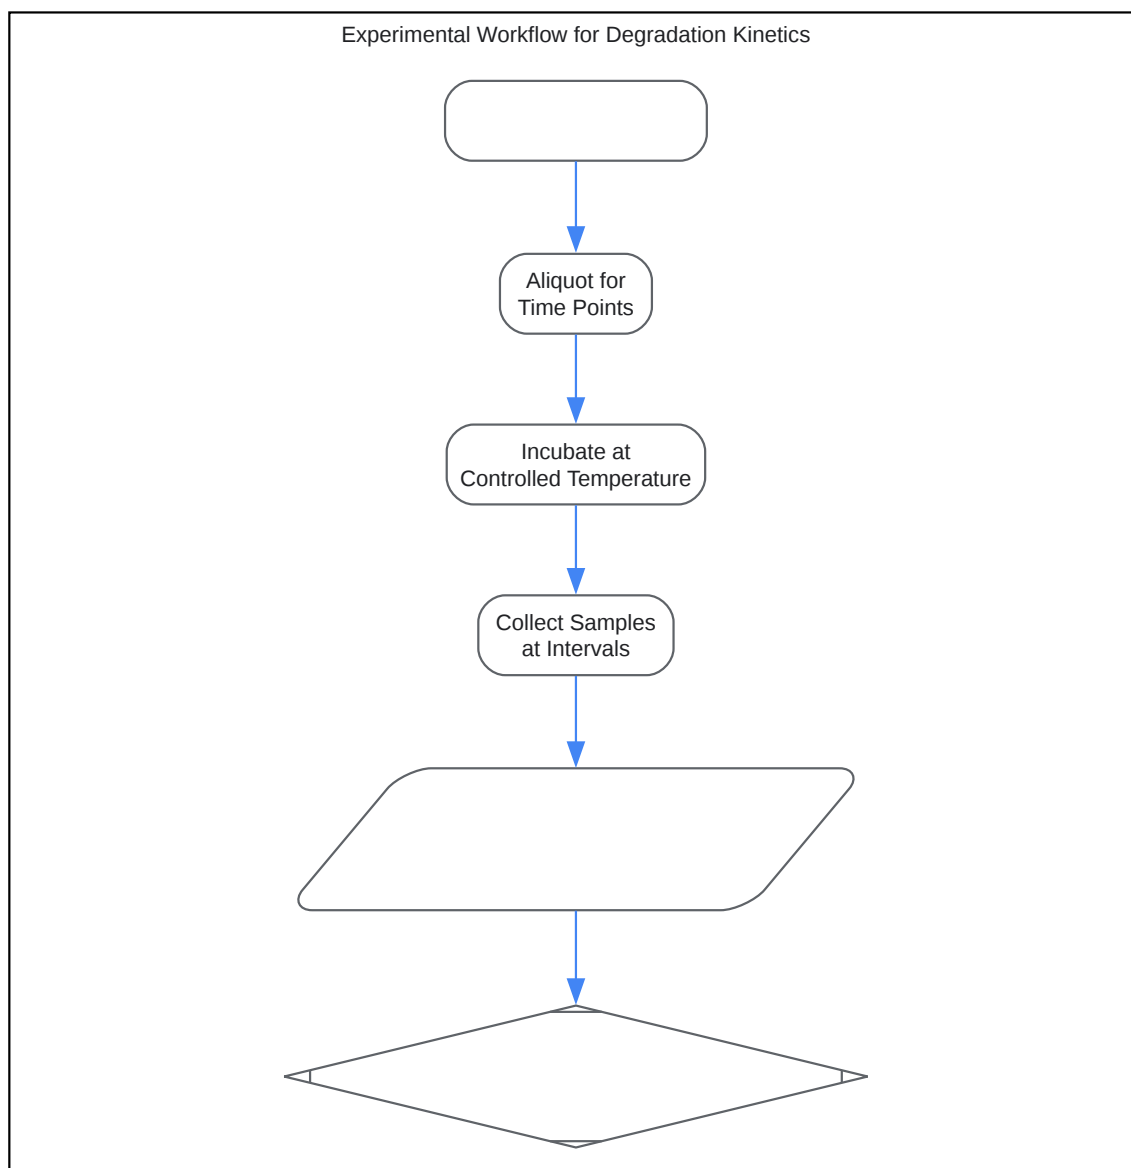 Experimental Workflow for Degradation Kinetics
Aliquot for
Time Points
Incubate at
Controlled Temperature
Collect Samples
at Intervals